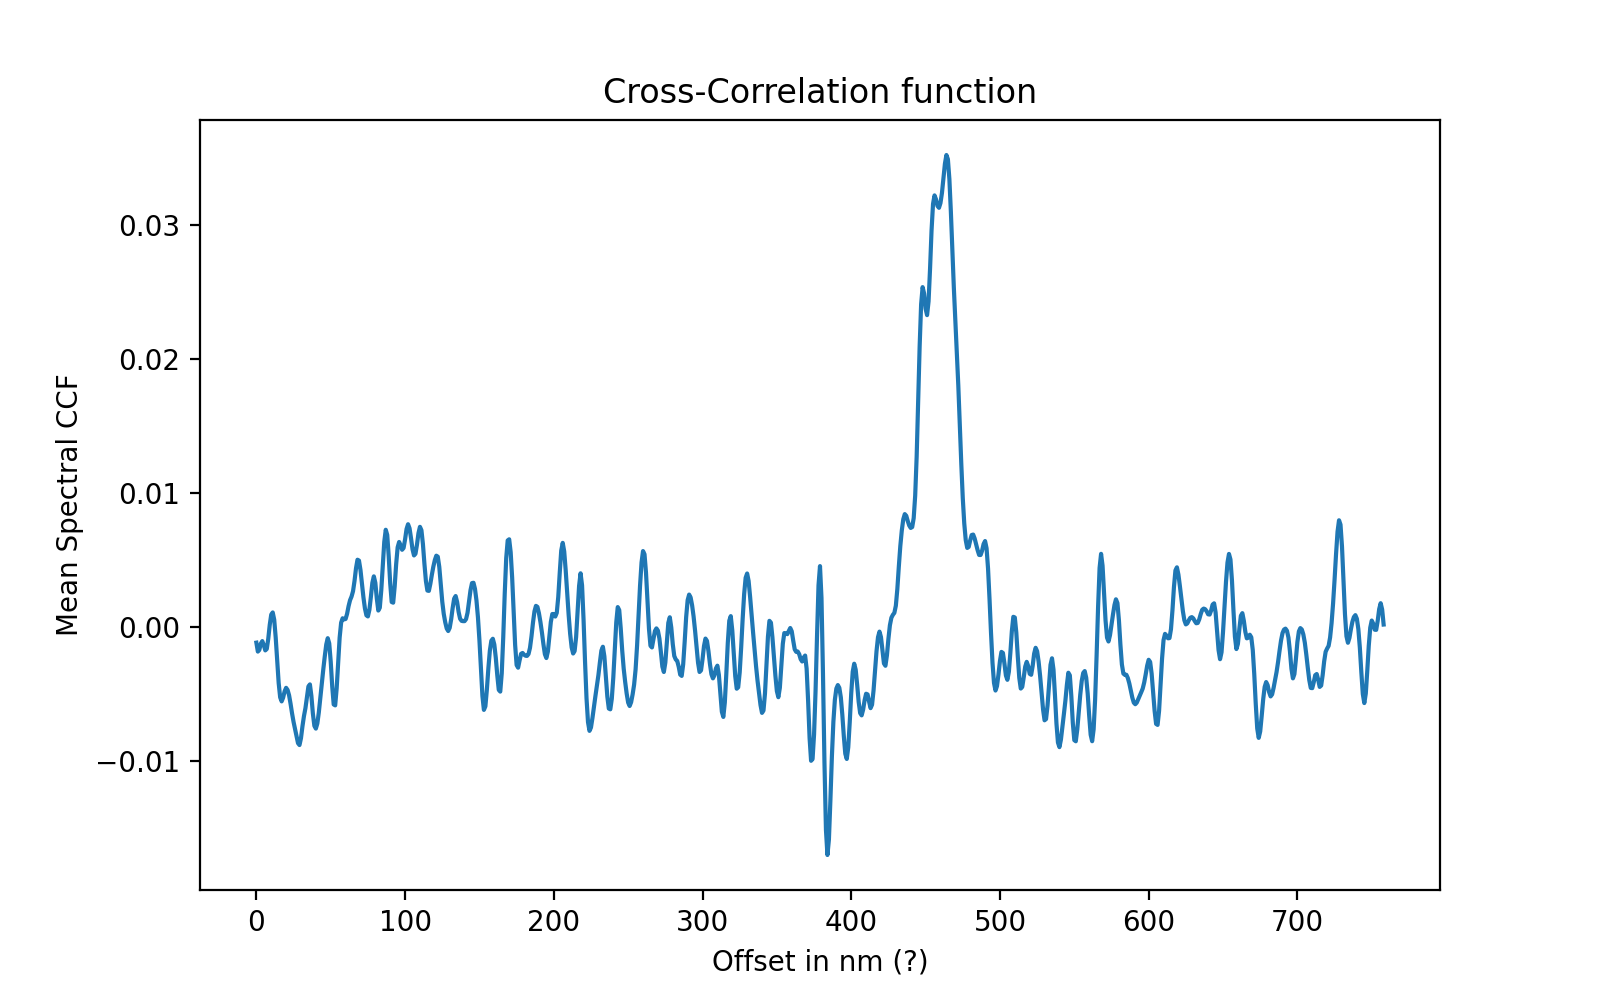 Cross-Correlation function
Mean Spectral CCF
0.03
0.02
0.01
0.00
−0.01
0 100 200 300 400 500 600 700
Offset in nm (?)